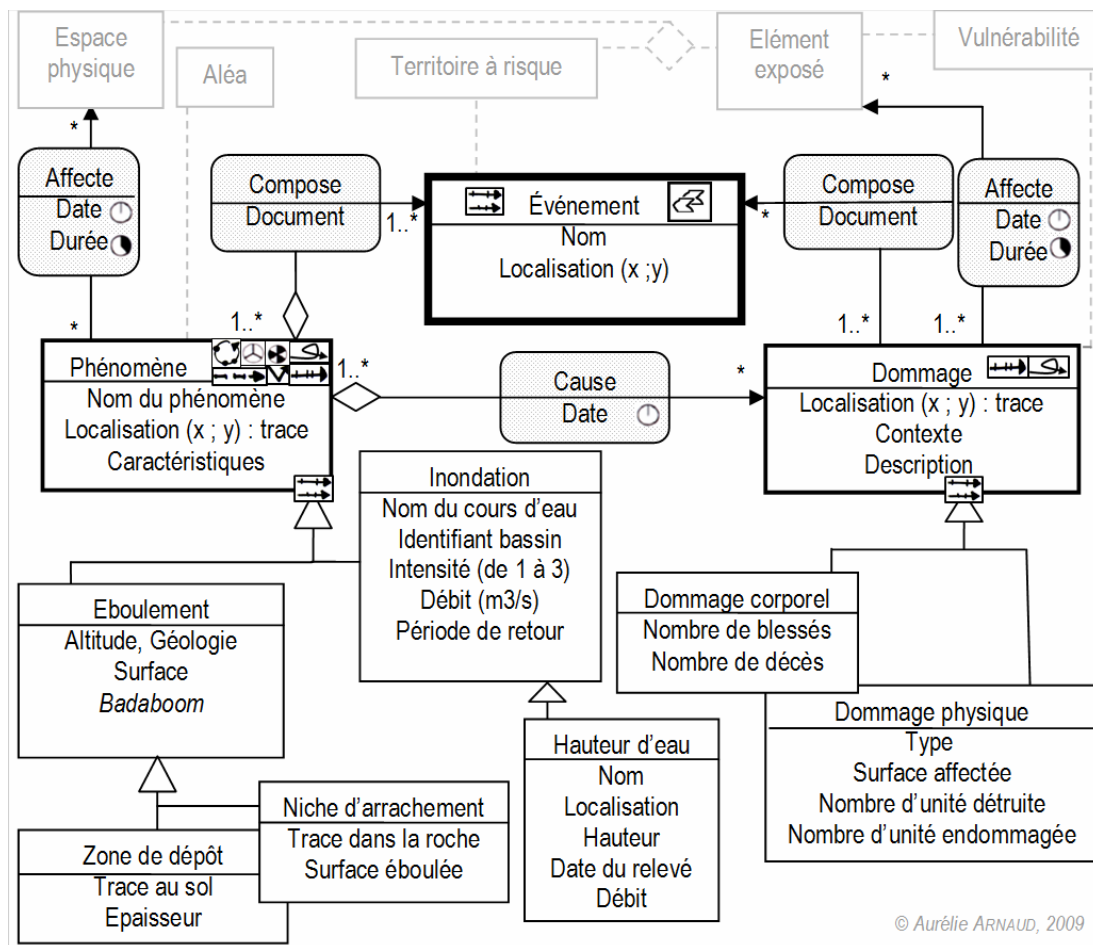 Espace
physique
Aléa
Territoire à risque
Elément
exposé
Vulnérabilité
*
*
Affecte
Date
Durée
*
Compose
Document
1..*
1..*
Événement
Nom
Localisation (x ;y)
*
Compose
Document
1..*
Affecte
Date
Durée
1..*
Phénomène
Nom du phénomène
Localisation (x ; y) : trace
Caractéristiques
1..*
Cause
Date
*
Dommage
Localisation (x ; y) : trace
Contexte
Description
Inondation
Nom du cours d’eau
Identifiant bassin
Intensité (de 1 à 3)
Débit (m3/s)
Période de retour
Eboulement
Altitude, Géologie
Surface
Badaboom
Dommage corporel
Nombre de blessés
Nombre de décès
Dommage physique
Type
Surface affectée
Nombre d’unité détruite
Nombre d’unité endommagée
Hauteur d’eau
Nom
Localisation
Hauteur
Date du relevé
Débit
Niche d’arrachement
Trace dans la roche
Surface éboulée
Zone de dépôt
Trace au sol
Epaisseur
© Aurélie ARNAUD, 2009